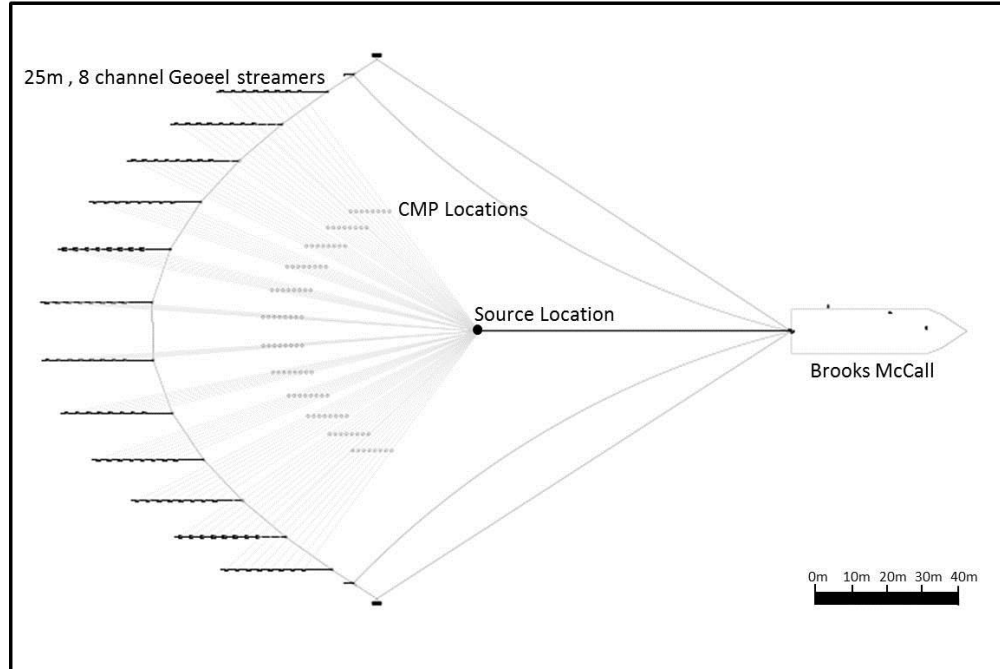 25m , 8 channel Geoeel streamers
CMP Locations
Source Location
Brooks McCall
0m 10m 20m 30m 40m